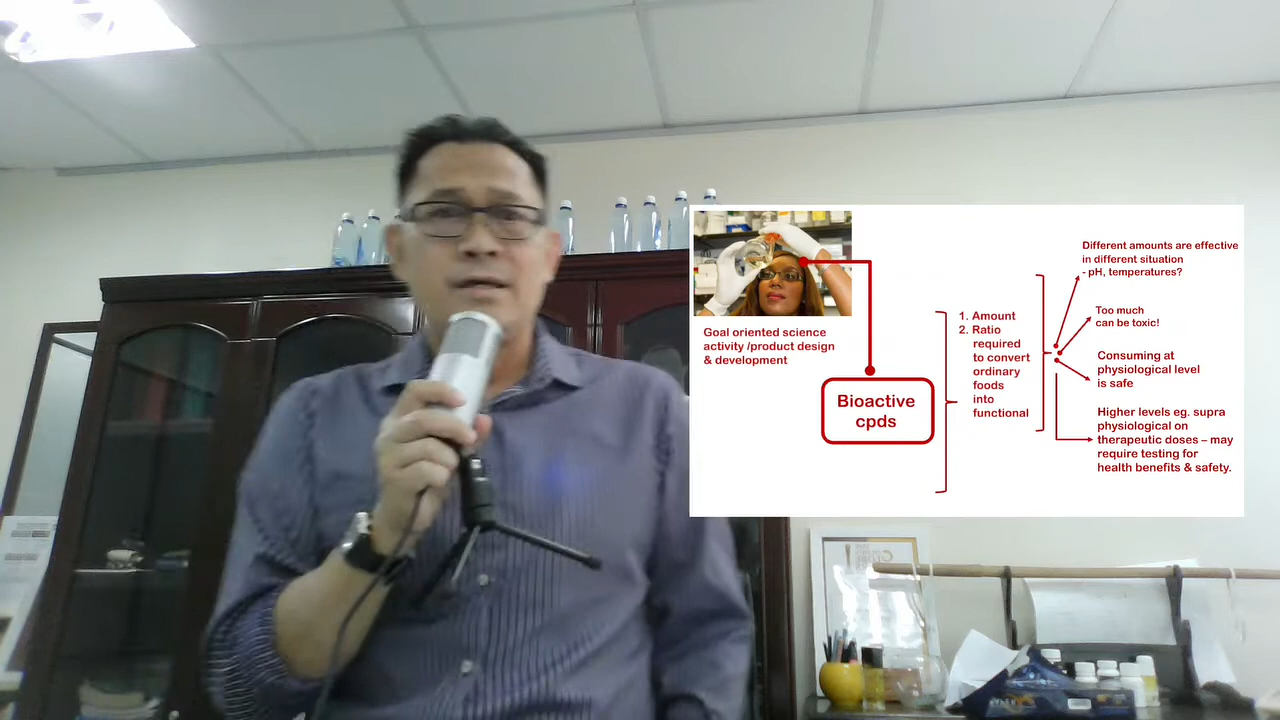 Goal oriented science
activity /product design
& development
Bioactive
cpds
1. Amount
2. Ratio
required
to convert
ordinary
foods
into
functional
Different amounts are effective
in different situation
- pH, temperatures?
Too much
can be toxic!
Consuming at
physiological level
is safe
Higher levels eg. supra
physiological on
therapeutic doses – may
require testing for
health benefits & safety.